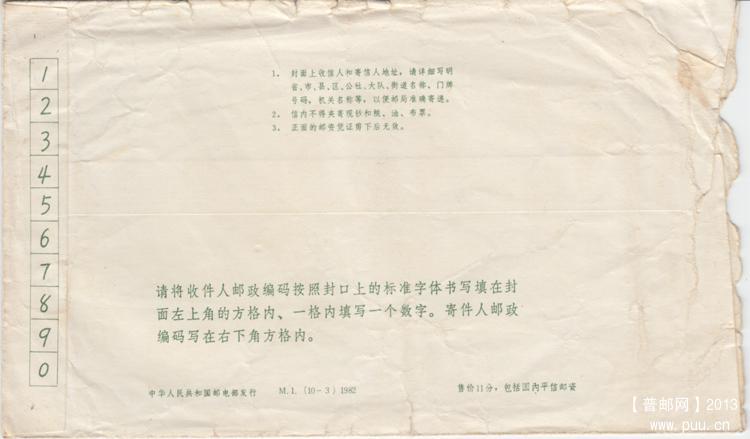 1
2
3
4
5
6
7
8
9
0
1. 封面上收信人和寄信人地址,请详细写明
省、市、县、区、公社、大队、街道名称、门牌
号码,机关名称等,以便邮局准确寄递。
2. 信内不得夹寄现钞和粮、油、布票。
3. 正面的邮资凭证剪下后无效。
请将收件人邮政编码按照封口上的标准字体书写填在封
面左上角的方格内、一格内填写一个数字。寄件人邮政
编码写在右下角方格内。
中华人民共和国邮电部发行 M.1.(10-3)1982 售价11分,包括国内平信邮资
【普邮网】2013
www.puu.cn